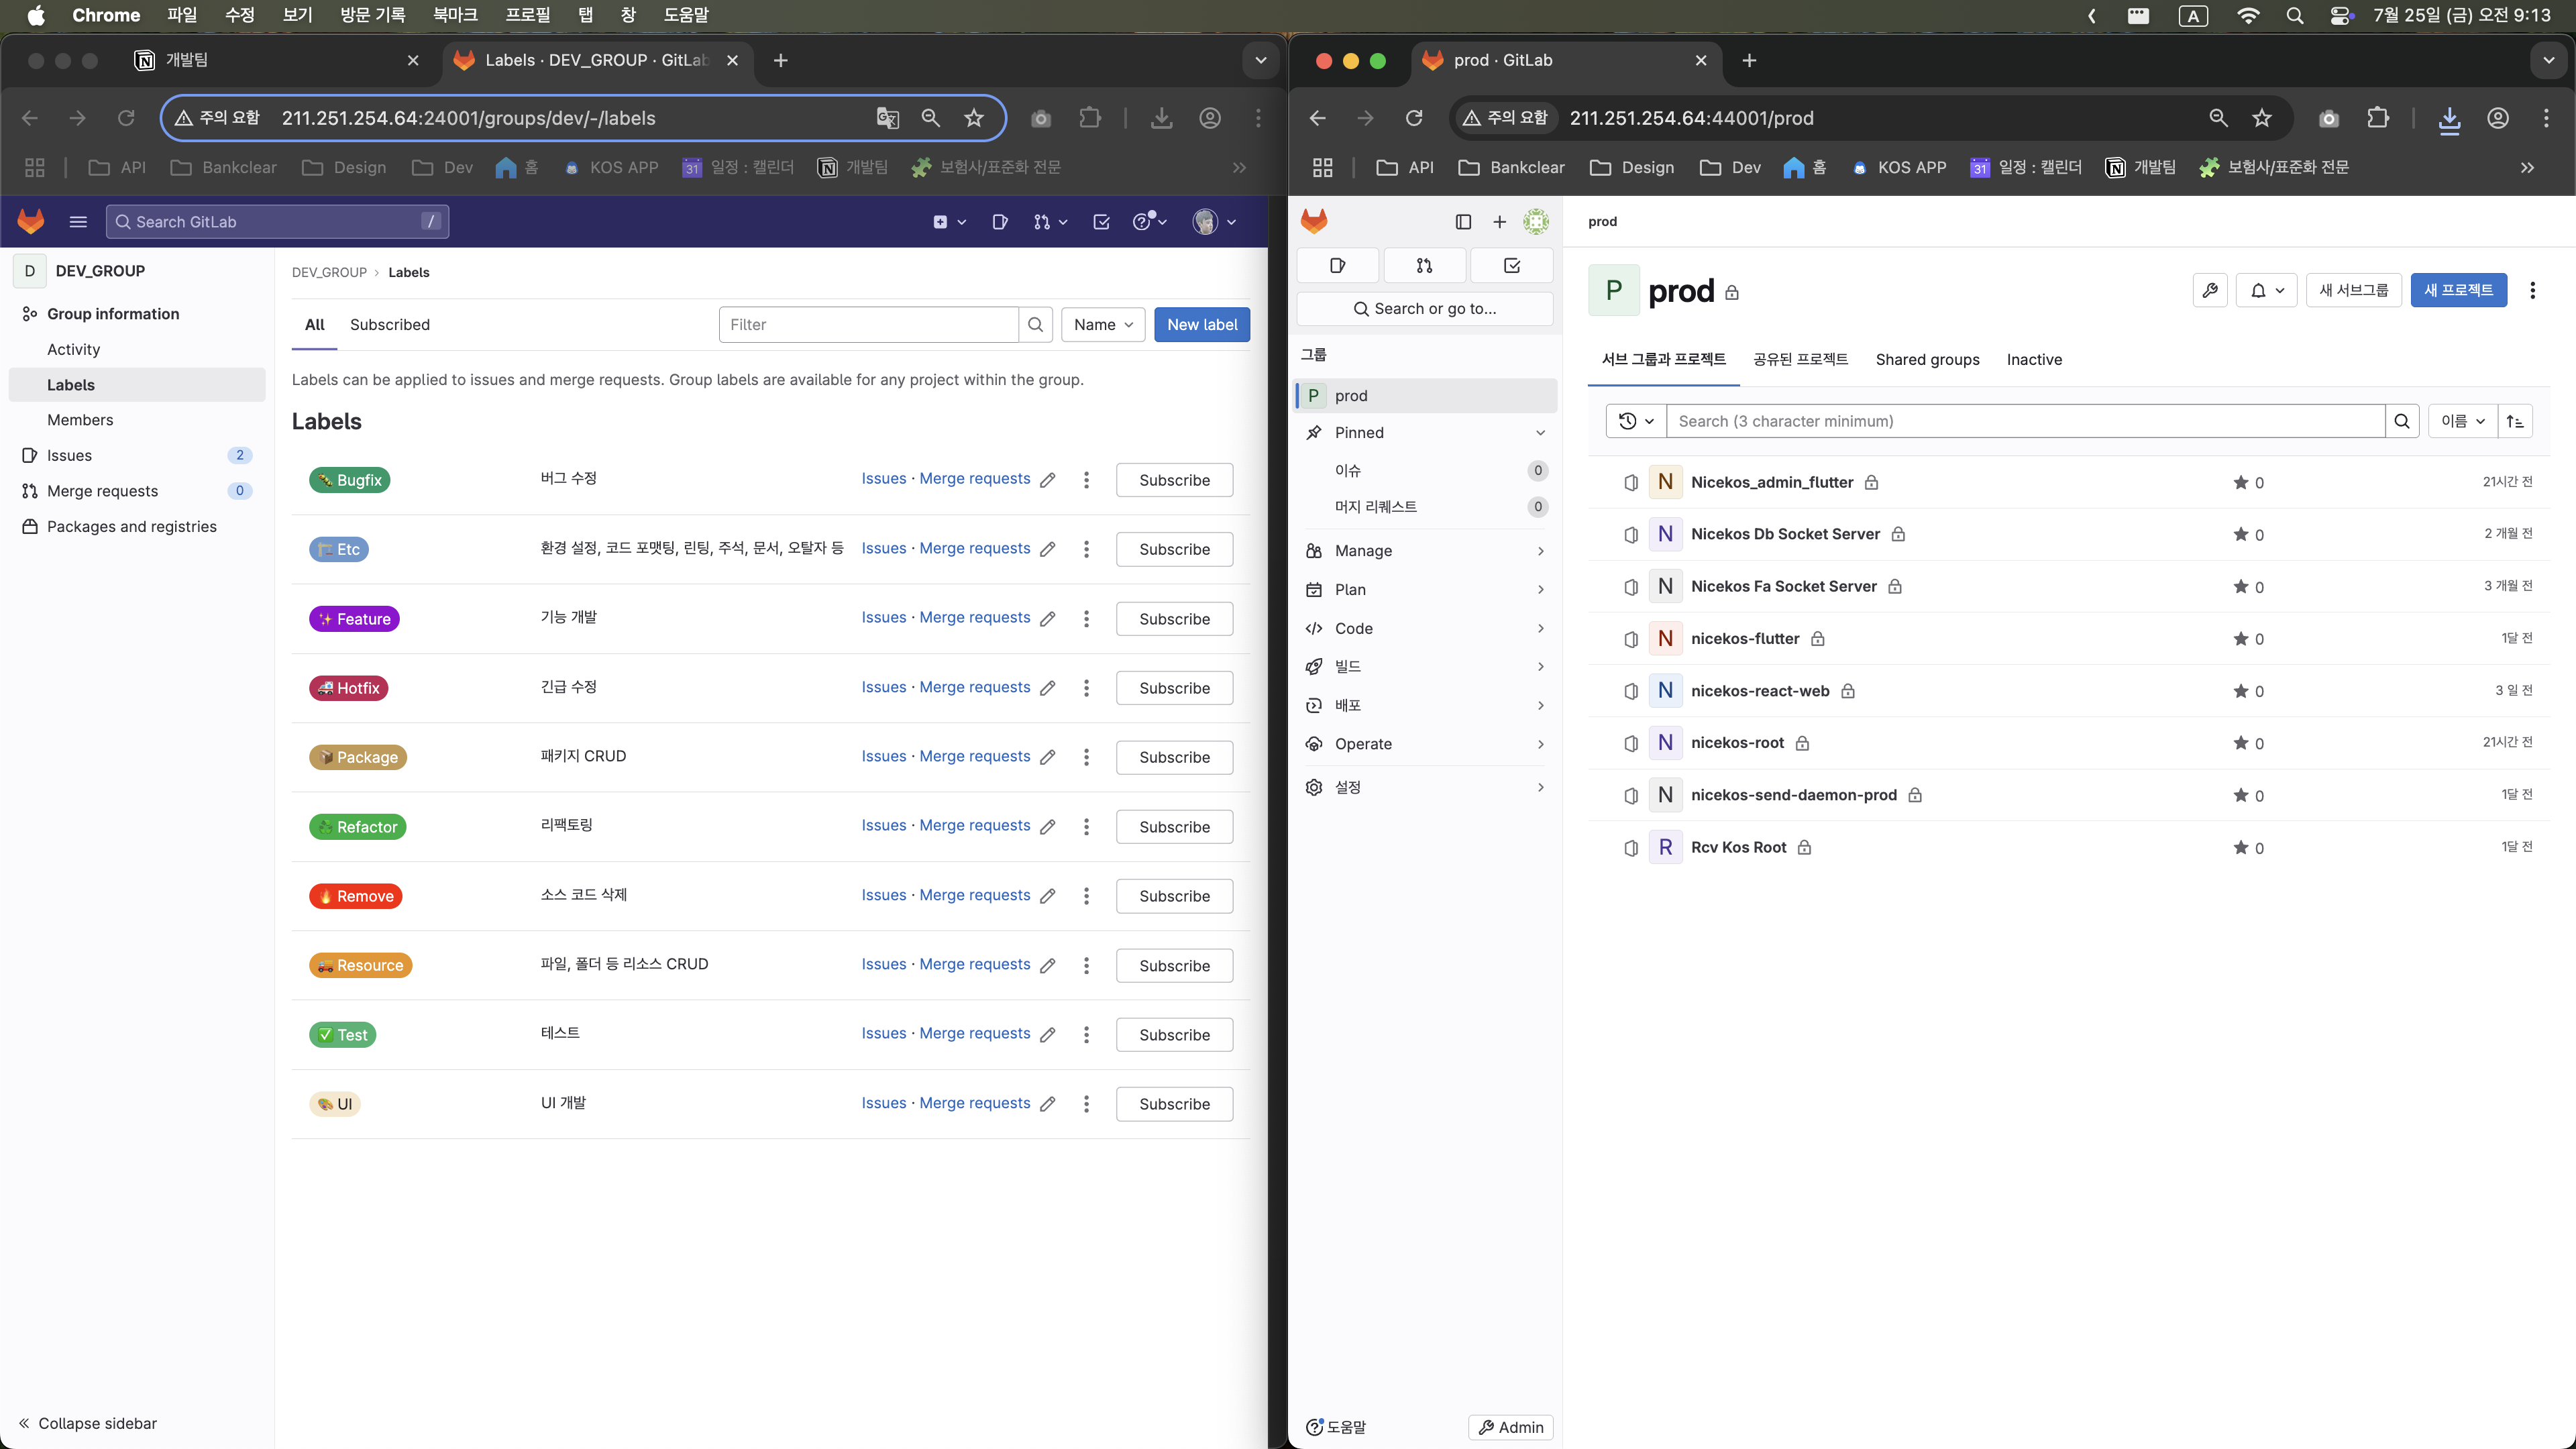 Chrome 파일 수정 보기 방문 기록 북마크 프로필 탭 창 도움말 A 7월 25일 (금) 오전 9:13
개발팀 Labels · DEV_GROUP · GitLab
주의 요함 211.251.254.64:24001/groups/dev/-/labels
API Bankclear Design Dev 홈 KOS APP 31 일정 : 캘린더 개발팀 보험사/표준화 전문
Search GitLab /
D DEV_GROUP
Group information
Activity
Labels
Members
Issues 2
Merge requests 0
Packages and registries
Collapse sidebar
DEV_GROUP Labels
All Subscribed Filter Name New label
Labels can be applied to issues and merge requests. Group labels are available for any project within the group.
Labels
Bugfix 버그 수정 Issues · Merge requests Subscribe
Etc 환경 설정, 코드 포맷팅, 린팅, 주석, 문서, 오탈자 등 Issues · Merge requests Subscribe
Feature 기능 개발 Issues · Merge requests Subscribe
Hotfix 긴급 수정 Issues · Merge requests Subscribe
Package 패키지 CRUD Issues · Merge requests Subscribe
Refactor 리팩토링 Issues · Merge requests Subscribe
Remove 소스 코드 삭제 Issues · Merge requests Subscribe
Resource 파일, 폴더 등 리소스 CRUD Issues · Merge requests Subscribe
Test 테스트 Issues · Merge requests Subscribe
UI UI 개발 Issues · Merge requests Subscribe
prod · GitLab
주의 요함 211.251.254.64:44001/prod
API Bankclear Design Dev 홈 KOS APP 31 일정 : 캘린더 개발팀 보험사/표준화 전문
Search or go to...
그룹
P prod
Pinned
이슈 0
머지 리퀘스트 0
Manage
Plan
Code
빌드
배포
Operate
설정
도움말 Admin
prod
P prod 새 서브그룹 새 프로젝트
서브 그룹과 프로젝트 공유된 프로젝트 Shared groups Inactive
Search (3 character minimum) 이름
N Nicekos_admin_flutter 0 21시간 전
N Nicekos Db Socket Server 0 2 개월 전
N Nicekos Fa Socket Server 0 3 개월 전
N nicekos-flutter 0 1달 전
N nicekos-react-web 0 3 일 전
N nicekos-root 0 21시간 전
N nicekos-send-daemon-prod 0 1달 전
R Rcv Kos Root 0 1달 전